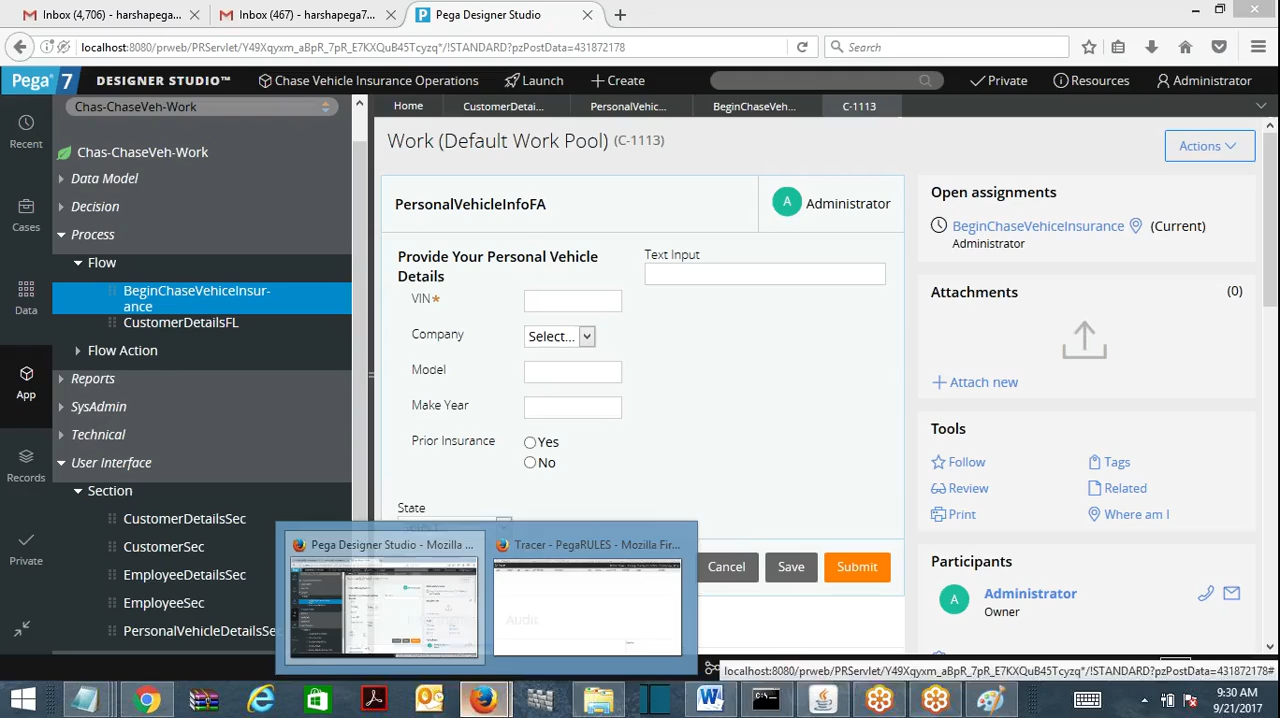 Inbox (4,706) - harshapega7...
Inbox (467) - harshapega7...
Pega Designer Studio
localhost:8080/prweb/PRServlet/Y49Xqyxm_aBpR_7pR_E7KXQuB45Tcyzq*/!STANDARD?pzPostData=431872178
Search
Pega 7 DESIGNER STUDIO™ Chase Vehicle Insurance Operations Launch Create Private Resources Administrator
Chas-ChaseVeh-Work
Home CustomerDetai... PersonalVehic... BeginChaseVeh... C-1113
Recent
Cases
Data
App
Records
Private
Chas-ChaseVeh-Work
Data Model
Decision
Process
Flow
BeginChaseVehiceInsur-
ance
CustomerDetailsFL
Flow Action
Reports
SysAdmin
Technical
User Interface
Section
CustomerDetailsSec
CustomerSec
EmployeeDetailsSec
EmployeeSec
PersonalVehicleDetailsSe
Work (Default Work Pool) (C-1113)
Actions
PersonalVehicleInfoFA
A Administrator
Provide Your Personal Vehicle
Details
Text Input
VIN*
Company Select...
Model
Make Year
Prior Insurance Yes
No
State
Cancel Save Submit
Open assignments
BeginChaseVehiceInsurance (Current)
Administrator
Attachments (0)
Attach new
Tools
Follow Tags
Review Related
Print Where am I
Participants
A Administrator
Owner
Pega Designer Studio - Mozilla ...
Tracer - PegaRULES - Mozilla Fir...
Audit
localhost:8080/prweb/PRServlet/Y49Xqyxm_aBpR_7pR_E7KXQuB45Tcyzq*/!STANDARD?pzPostData=431872178#
9:30 AM
9/21/2017